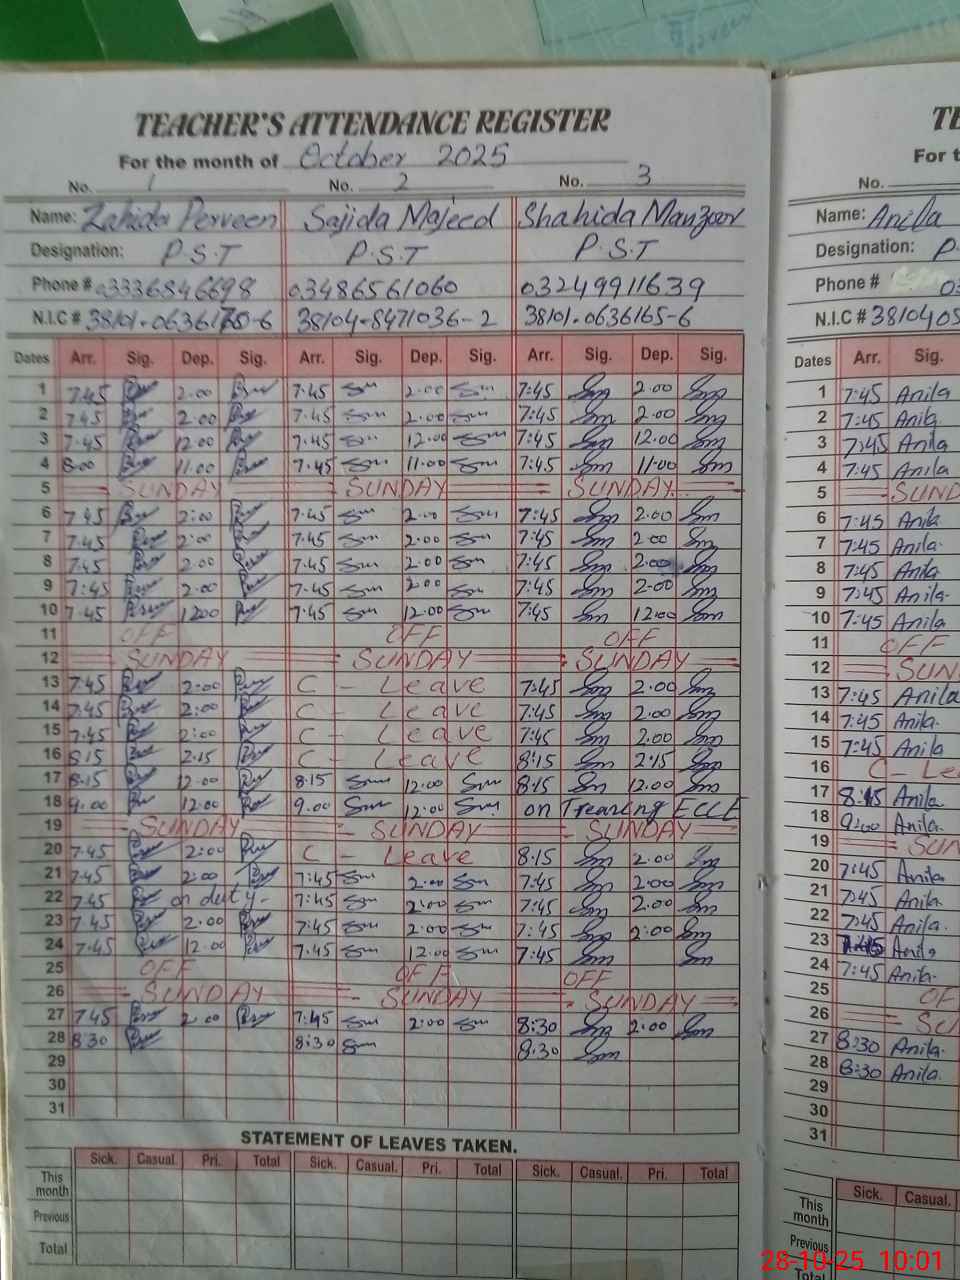 TEACHER'S ATTENDANCE REGISTER
For the month of October 2025
No. 1 No. 2 No. 3
Name: Zahida Perveen Sajida Majeed Shahida Manzoor
Designation: P.S.T P.S.T P.S.T
Phone # 03336846698 03486561060 03249911639
N.I.C # 38104-8471036-2 38101-0636165-6
Dates Arr. Sig. Dep. Sig. Arr. Sig. Dep. Sig. Arr. Sig. Dep. Sig.
1 7:45 2:00 7:45 2:00 7:45 2:00
2 7:45 2:00 7:45 2:00 7:45 2:00
3 7:45 12:00 7:45 12:00 7:45 12:00
4 8:00 11:00 7:45 11:00 7:45 11:00
5 SUNDAY SUNDAY SUNDAY
6 7:45 2:00 7:45 2:00 7:45 2:00
7 7:45 2:00 7:45 2:00 7:45 2:00
8 7:45 2:00 7:45 2:00 7:45 2:00
9 7:45 2:00 7:45 2:00 7:45 2:00
10 7:45 12:00 7:45 12:00 7:45 12:00
11 OFF OFF OFF
12 SUNDAY SUNDAY SUNDAY
13 7:45 2:00 C - Leave 7:45 2:00
14 7:45 2:00 C - Leave 7:45 2:00
15 7:45 2:00 C - Leave 7:45 2:00
16 8:15 2:15 C - Leave 8:15 2:15
17 8:15 12:00 8:15 12:00 8:15 12:00
18 9:00 12:00 9:00 12:00 on Treaning ECCE
19 SUNDAY SUNDAY SUNDAY
20 7:45 2:00 C - Leave 8:15 2:00
21 7:45 2:00 7:45 2:00 7:45 2:00
22 7:45 on duty- 7:45 2:00 7:45 2:00
23 7:45 2:00 7:45 2:00 7:45 2:00
24 7:45 12:00 7:45 12:00 7:45
25 OFF OFF OFF
26 SUNDAY SUNDAY SUNDAY
27 7:45 2:00 7:45 2:00 8:30 2:00
28 8:30 8:30 8:30
29
30
31
STATEMENT OF LEAVES TAKEN.
Sick. Casual. Pri. Total Sick. Casual. Pri. Total Sick. Casual. Pri. Total
This month
Previous
Total
TE
For t
No.
Name: Anila
Designation: P.
Phone # 03
N.I.C # 3810405
Dates Arr. Sig.
1 7:45 Anila
2 7:45 Anila
3 7:45 Anila
4 7:45 Anila
5 SUND
6 7:45 Anila
7 7:45 Anila
8 7:45 Anila
9 7:45 Anila
10 7:45 Anila
11 OFF
12 SUN
13 7:45 Anila
14 7:45 Anila
15 7:45 Anila
16 C - Le
17 8:15 Anila
18 9:00 Anila
19 SUN
20 7:45 Anila
21 7:45 Anila
22 7:45 Anila
23 Anila
24 7:45 Anila
25 OF
26 SU
27 8:30 Anila
28 8:30 Anila
29
30
31
Sick. Casual.
This month
Previous
Total
28-10-25 10:01